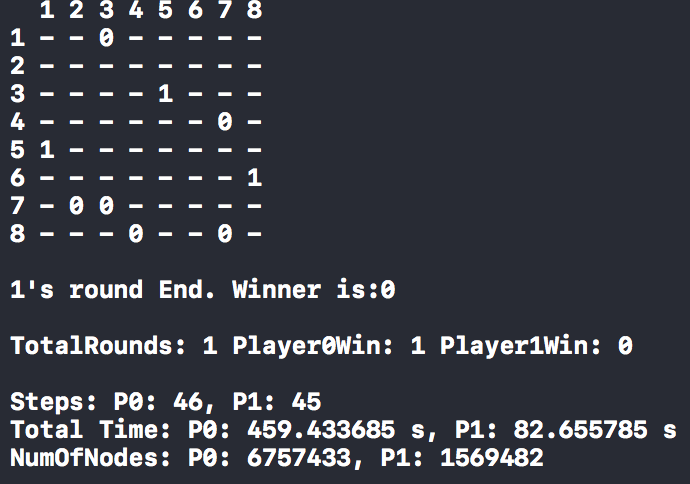 1 2 3 4 5 6 7 8
1 - - 0 - - - - -
2 - - - - - - - -
3 - - - - 1 - - -
4 - - - - - - 0 -
5 1 - - - - - - -
6 - - - - - - - 1
7 - 0 0 - - - - -
8 - - - 0 - - 0 -
1's round End. Winner is:0
TotalRounds: 1 Player0Win: 1 Player1Win: 0
Steps: P0: 46, P1: 45
Total Time: P0: 459.433685 s, P1: 82.655785 s
NumOfNodes: P0: 6757433, P1: 1569482